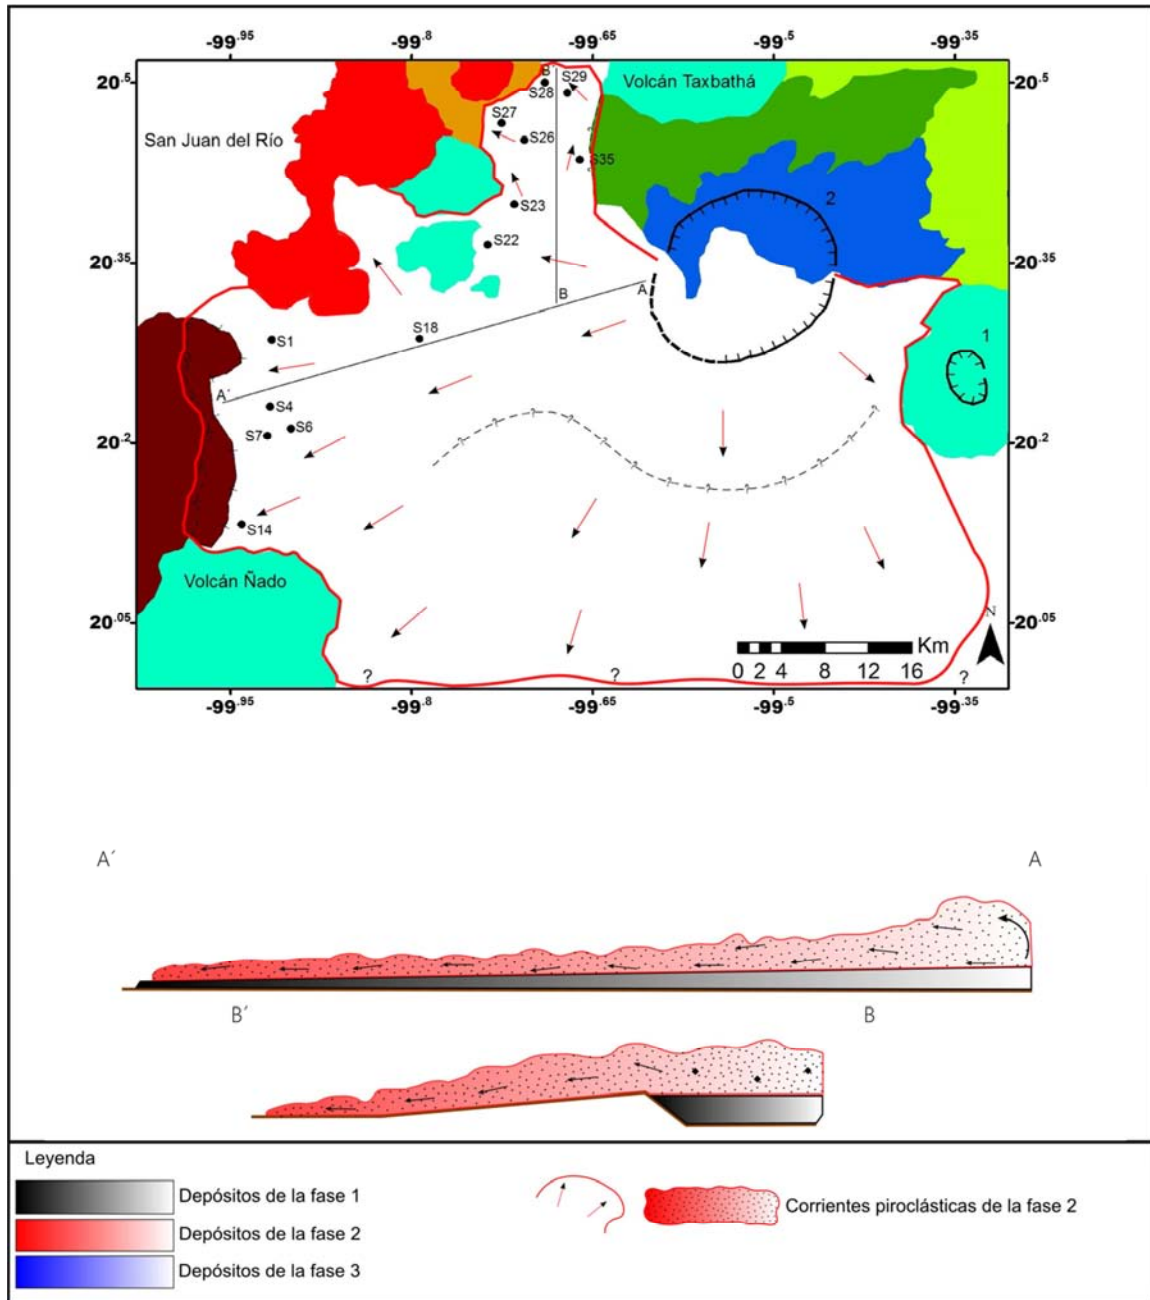 -99.95 -99.8 -99.65 -99.5 -99.35
20.5 20.5
B´
S29
Volcán Taxbathá
S28
S27
San Juan del Río
S26
S35
2
S23
S22
20.35 20.35
A
B
S18
S1
1
A´
S4
S7 S6
20.2 20.2
S14
Volcán Ñado
20.05 20.05
N
Km
0 2 4 8 12 16
? ? ?
-99.95 -99.8 -99.65 -99.5 -99.35
A´ A
B´ B
Leyenda
Depósitos de la fase 1
Depósitos de la fase 2
Depósitos de la fase 3
Corrientes piroclásticas de la fase 2